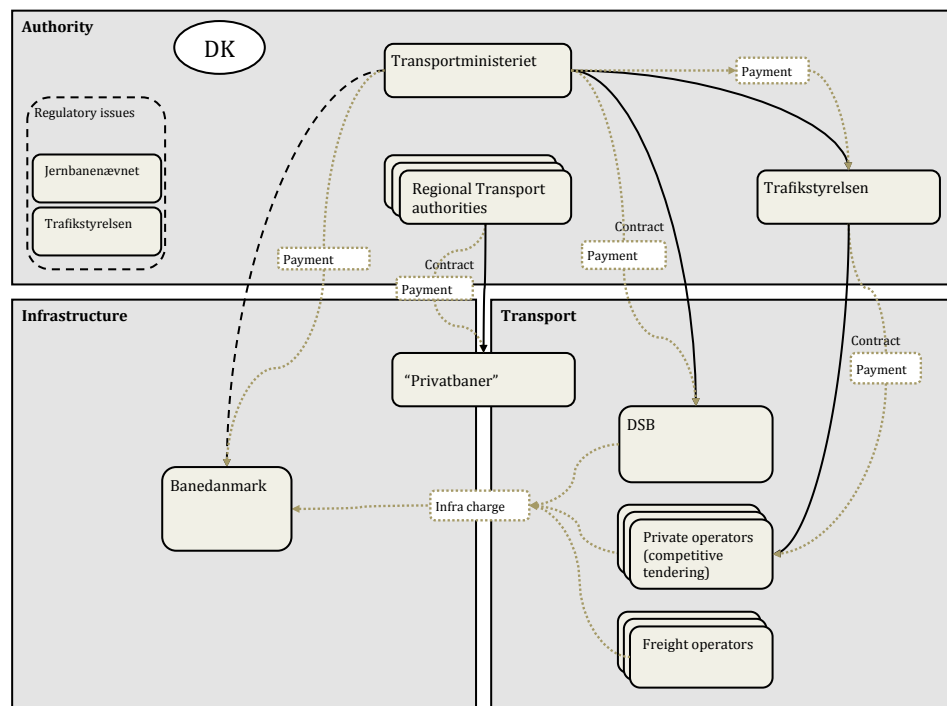 Authority
DK
Transportministeriet
Payment
Regulatory issues
Jernbanenævnet
Trafikstyrelsen
Regional Transport
authorities
Trafikstyrelsen
Contract
Payment
Payment
Contract
Payment
Infrastructure
Transport
Contract
Payment
“Privatbaner”
DSB
Banedanmark
Infra charge
Private operators
(competitive
tendering)
Freight operators